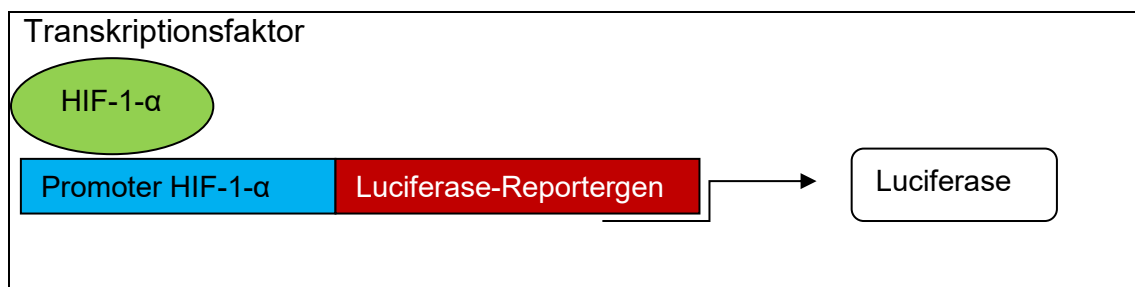 Transkriptionsfaktor
HIF-1-α
Promoter HIF-1-α
Luciferase-Reportergen
Luciferase